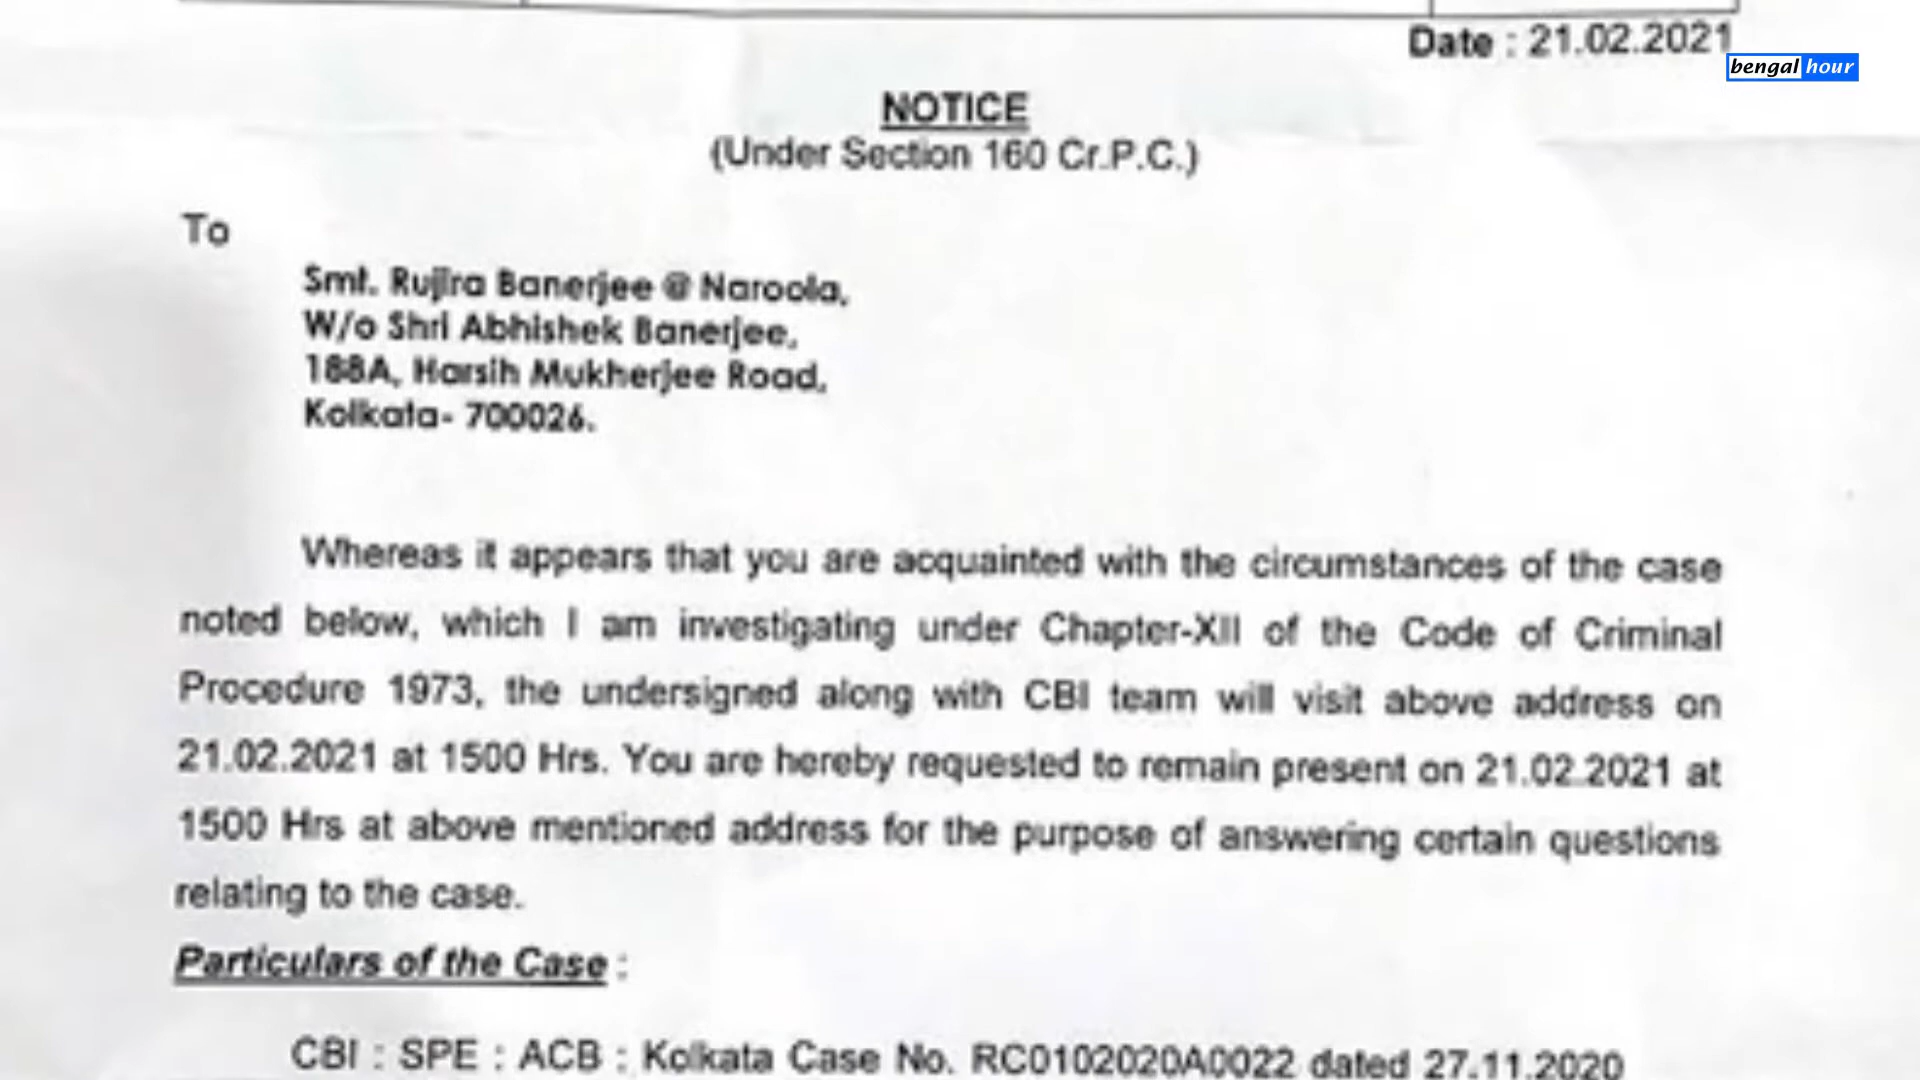 Date : 21.02.2021
bengal hour
NOTICE
(Under Section 160 Cr.P.C.)
To
Smt. Rujira Banerjee @ Naroola,
W/o Shri Abhishek Banerjee,
188A, Harsih Mukherjee Road,
Kolkata- 700026.
Whereas it appears that you are acquainted with the circumstances of the case
noted below, which I am investigating under Chapter-XII of the Code of Criminal
Procedure 1973, the undersigned along with CBI team will visit above address on
21.02.2021 at 1500 Hrs. You are hereby requested to remain present on 21.02.2021 at
1500 Hrs at above mentioned address for the purpose of answering certain questions
relating to the case.
Particulars of the Case :
CBI : SPE : ACB : Kolkata Case No. RC0102020A0022 dated 27.11.2020